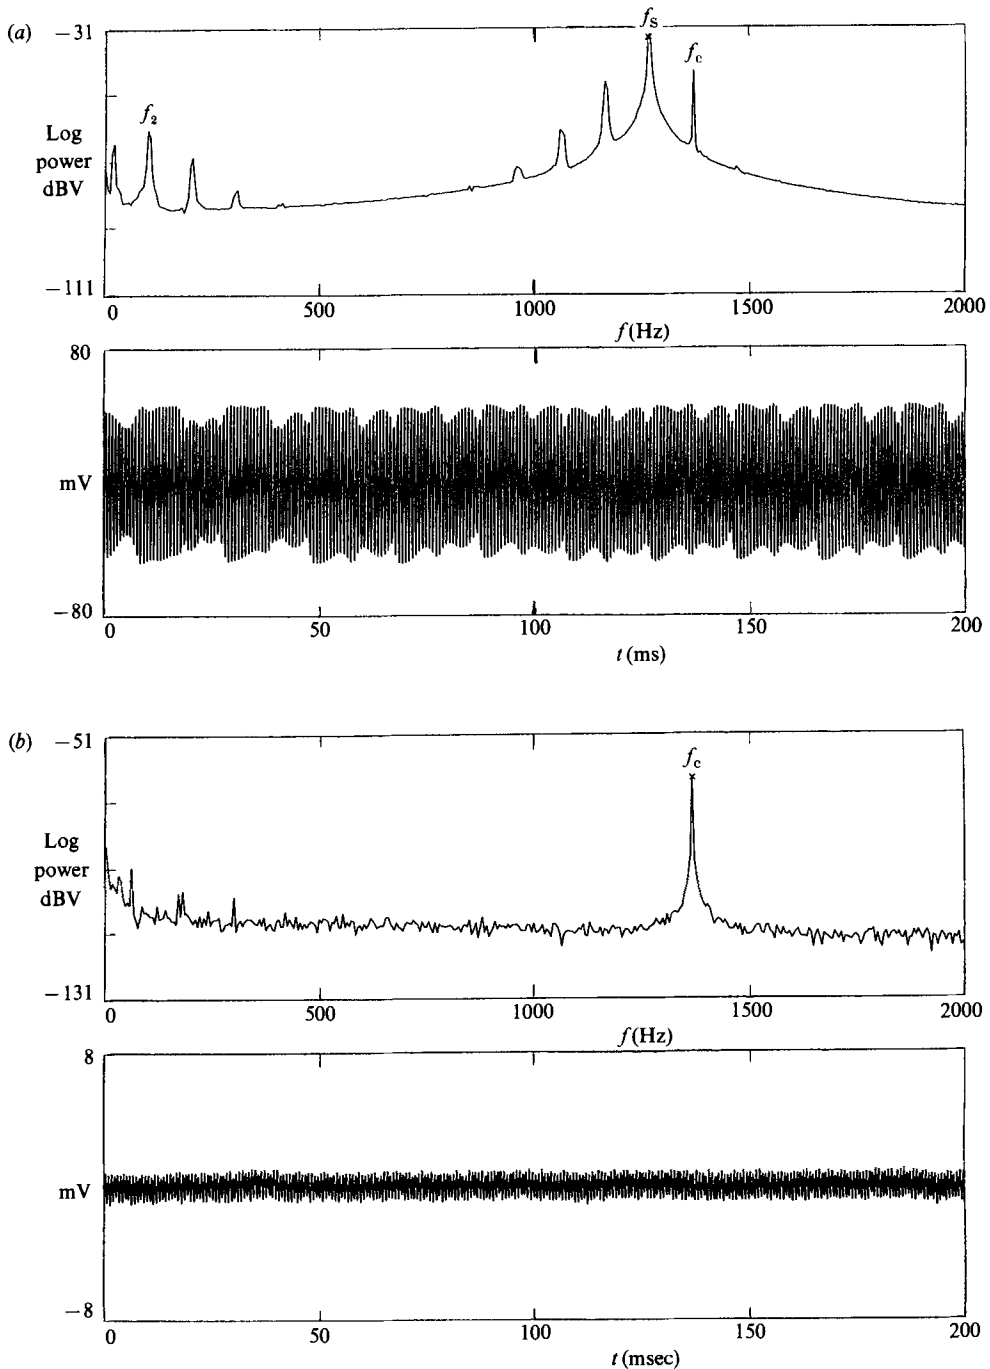 (a)
−31
f_s
f_c
f_2
Log
power
dBV
−111
0 500 1000 1500 2000
f (Hz)
80
mV
−80
0 50 100 150 200
t (ms)
(b)
−51
f_c
Log
power
dBV
−131
0 500 1000 1500 2000
f (Hz)
8
mV
−8
0 50 100 150 200
t (msec)